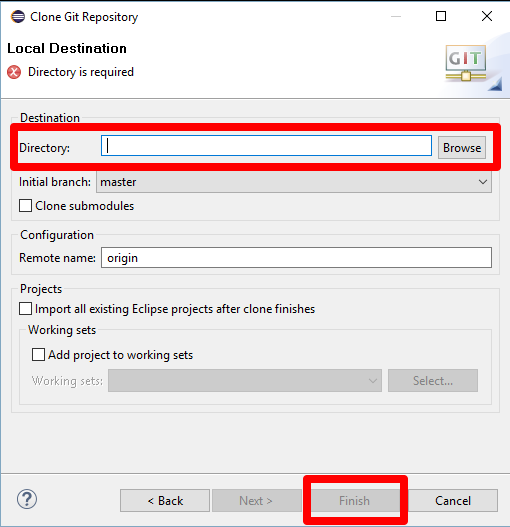 Clone Git Repository
Local Destination
Directory is required
GIT
Destination
Directory:
Browse
Initial branch: master
Clone submodules
Configuration
Remote name: origin
Projects
Import all existing Eclipse projects after clone finishes
Working sets
Add project to working sets
Working sets:
Select...
?
< Back
Next >
Finish
Cancel